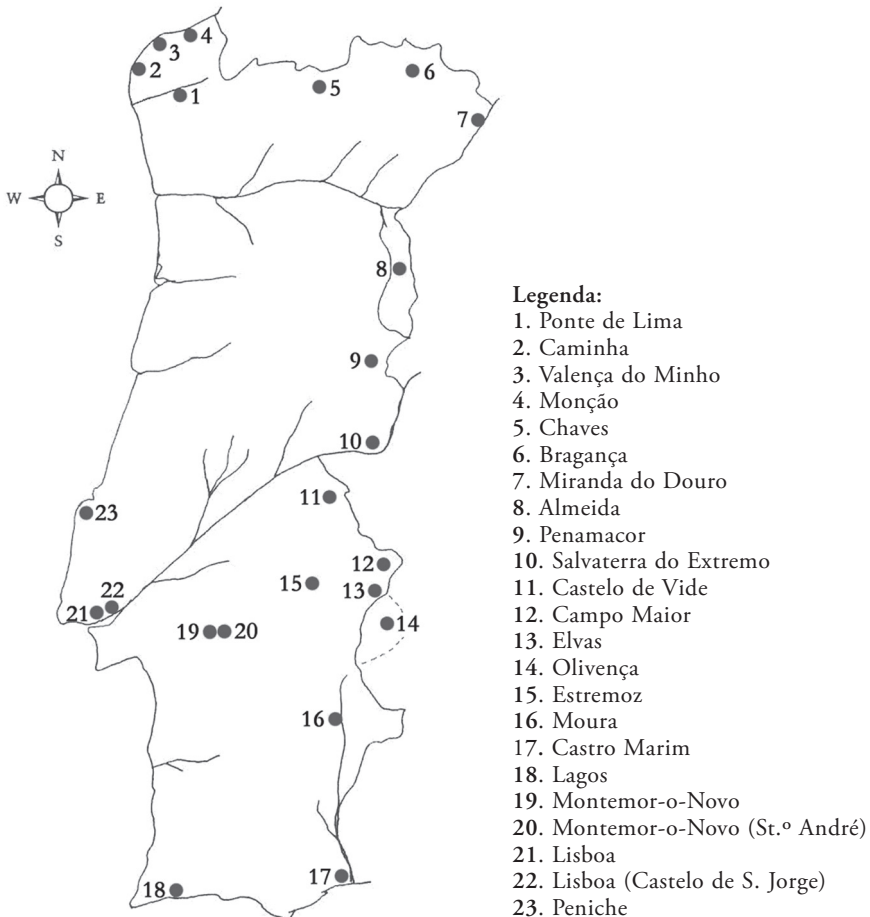 4
3
2
1
5
6
7
N
W E
S
8
9
10
11
23
12
15
13
22
21
14
19 20
16
17
18
Legenda:
1. Ponte de Lima
2. Caminha
3. Valença do Minho
4. Monção
5. Chaves
6. Bragança
7. Miranda do Douro
8. Almeida
9. Penamacor
10. Salvaterra do Extremo
11. Castelo de Vide
12. Campo Maior
13. Elvas
14. Olivença
15. Estremoz
16. Moura
17. Castro Marim
18. Lagos
19. Montemor-o-Novo
20. Montemor-o-Novo (St.º André)
21. Lisboa
22. Lisboa (Castelo de S. Jorge)
23. Peniche